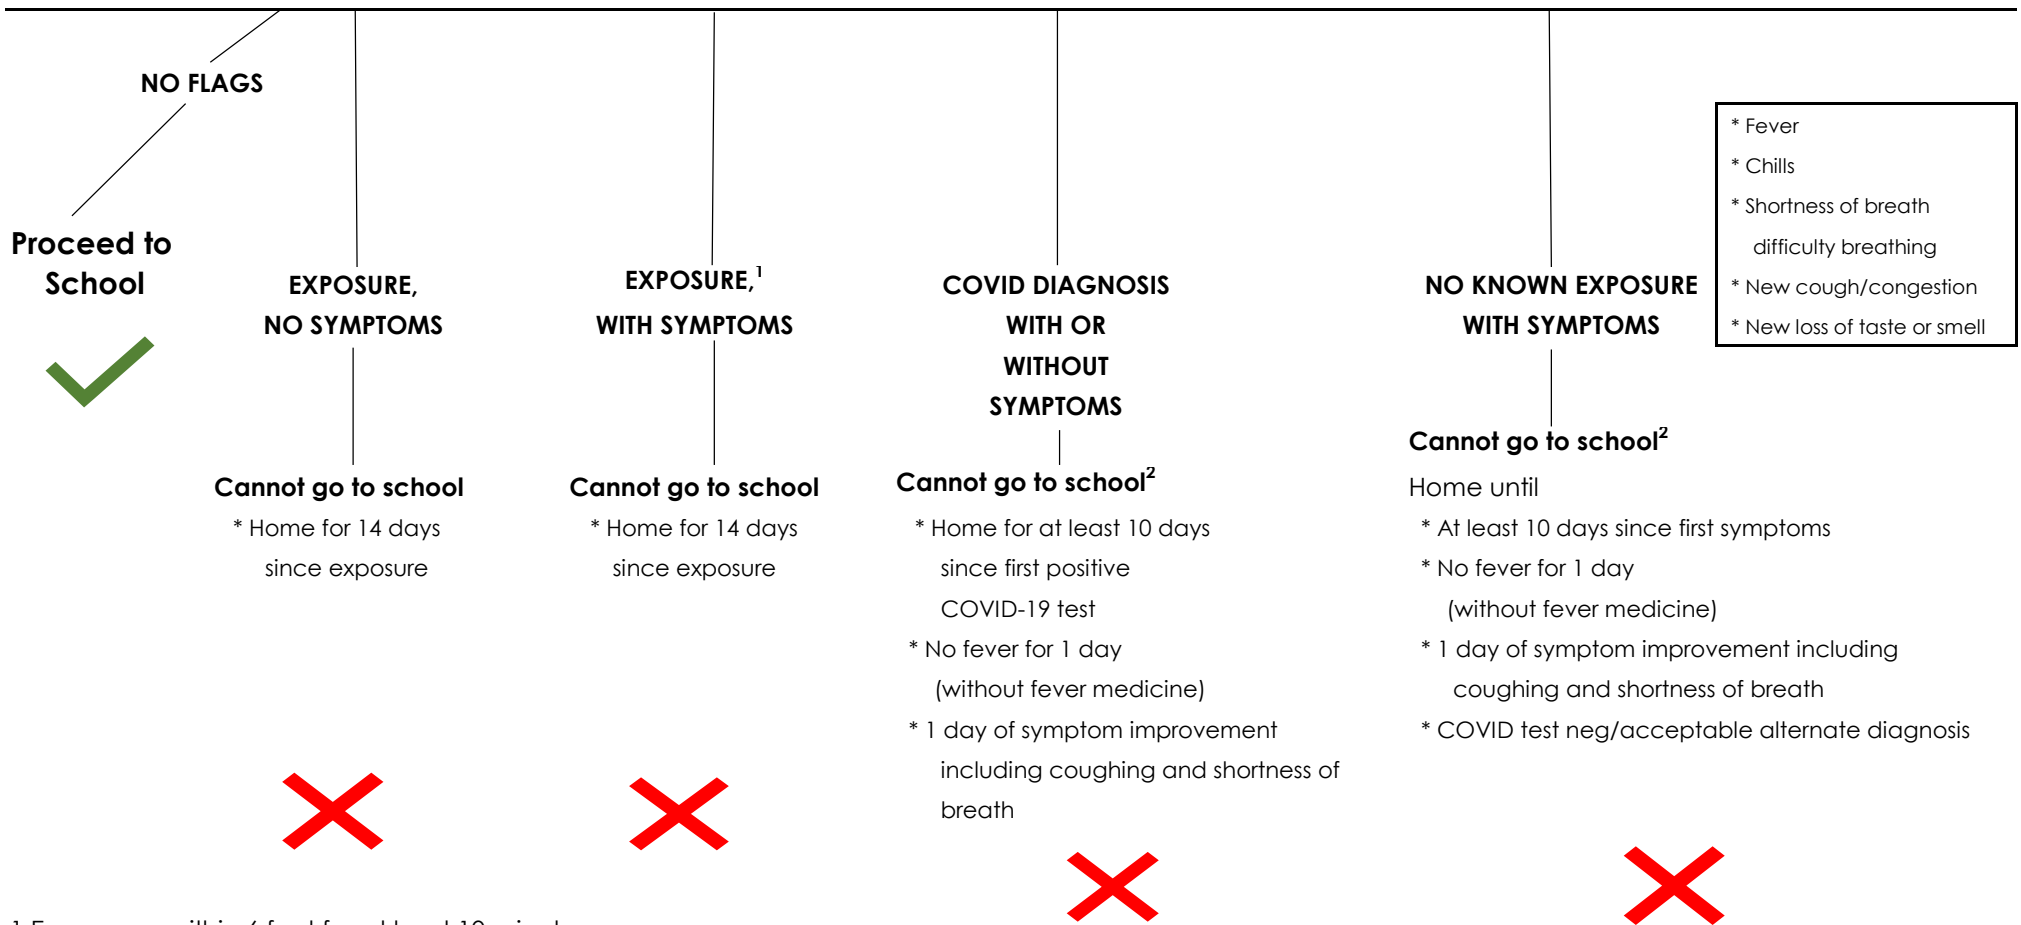 NO FLAGS
Proceed to
School
EXPOSURE,
NO SYMPTOMS
Cannot go to school
* Home for 14 days
since exposure
EXPOSURE,¹
WITH SYMPTOMS
Cannot go to school
* Home for 14 days
since exposure
COVID DIAGNOSIS
WITH OR
WITHOUT
SYMPTOMS
Cannot go to school²
* Home for at least 10 days
since first positive
COVID-19 test
* No fever for 1 day
(without fever medicine)
* 1 day of symptom improvement
including coughing and shortness of
breath
NO KNOWN EXPOSURE
WITH SYMPTOMS
Cannot go to school²
Home until
* At least 10 days since first symptoms
* No fever for 1 day
(without fever medicine)
* 1 day of symptom improvement including
coughing and shortness of breath
* COVID test neg/acceptable alternate diagnosis
* Fever
* Chills
* Shortness of breath
difficulty breathing
* New cough/congestion
* New loss of taste or smell